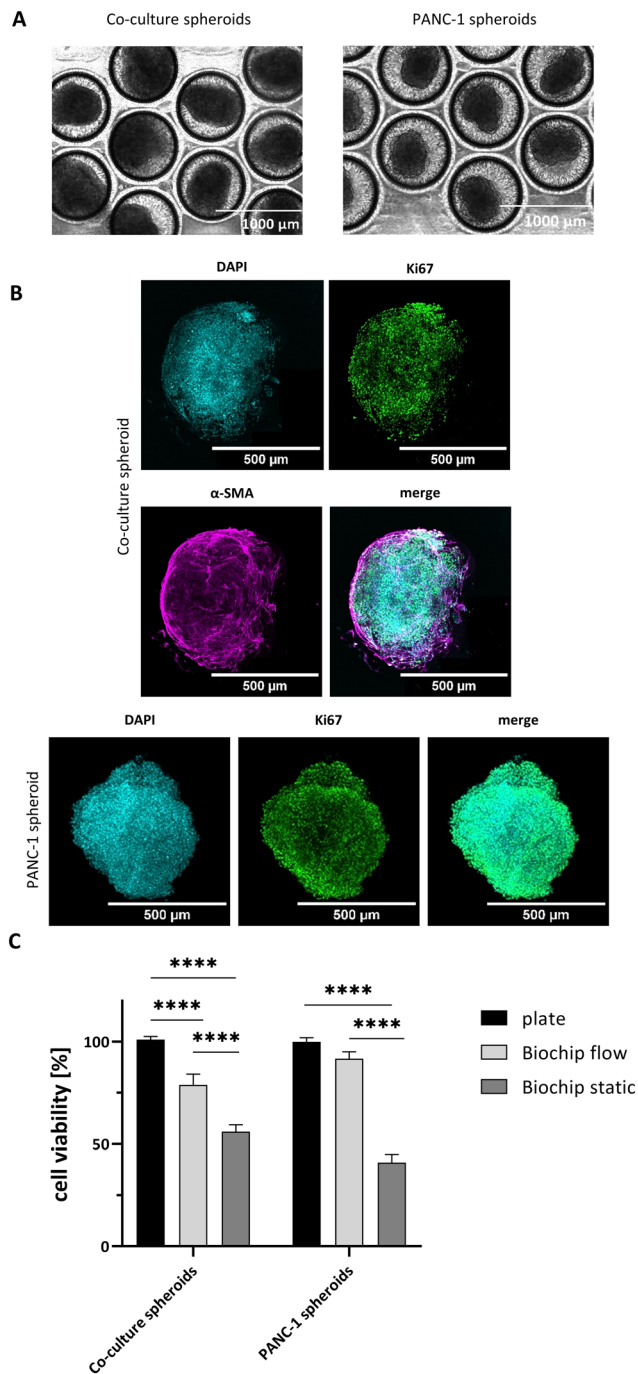 A
Co-culture spheroids
PANC-1 spheroids
1000 µm
1000 µm
B
DAPI
Ki67
Co-culture spheroid
500 µm
500 µm
α-SMA
merge
500 µm
500 µm
DAPI
Ki67
merge
PANC-1 spheroid
500 µm
500 µm
500 µm
C
cell viability [%]
100
50
0
****
****
****
****
****
Co-culture spheroids
PANC-1 spheroids
plate
Biochip flow
Biochip static